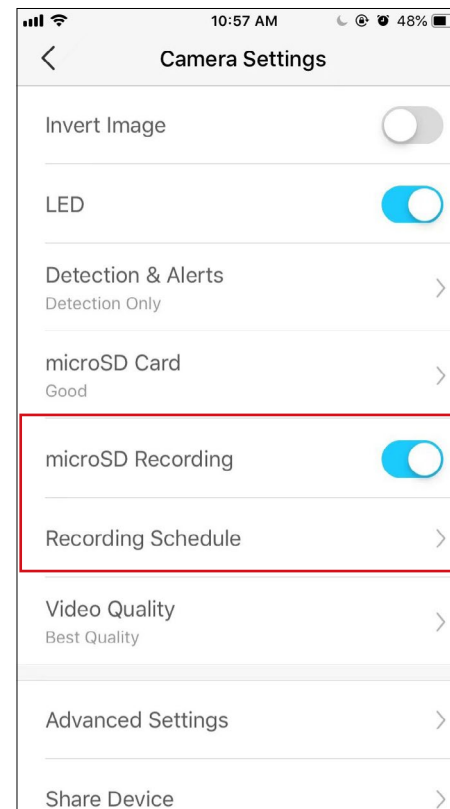 10:57 AM 48%
Camera Settings
Invert Image
LED
Detection & Alerts
Detection Only
microSD Card
Good
microSD Recording
Recording Schedule
Video Quality
Best Quality
Advanced Settings
Share Device